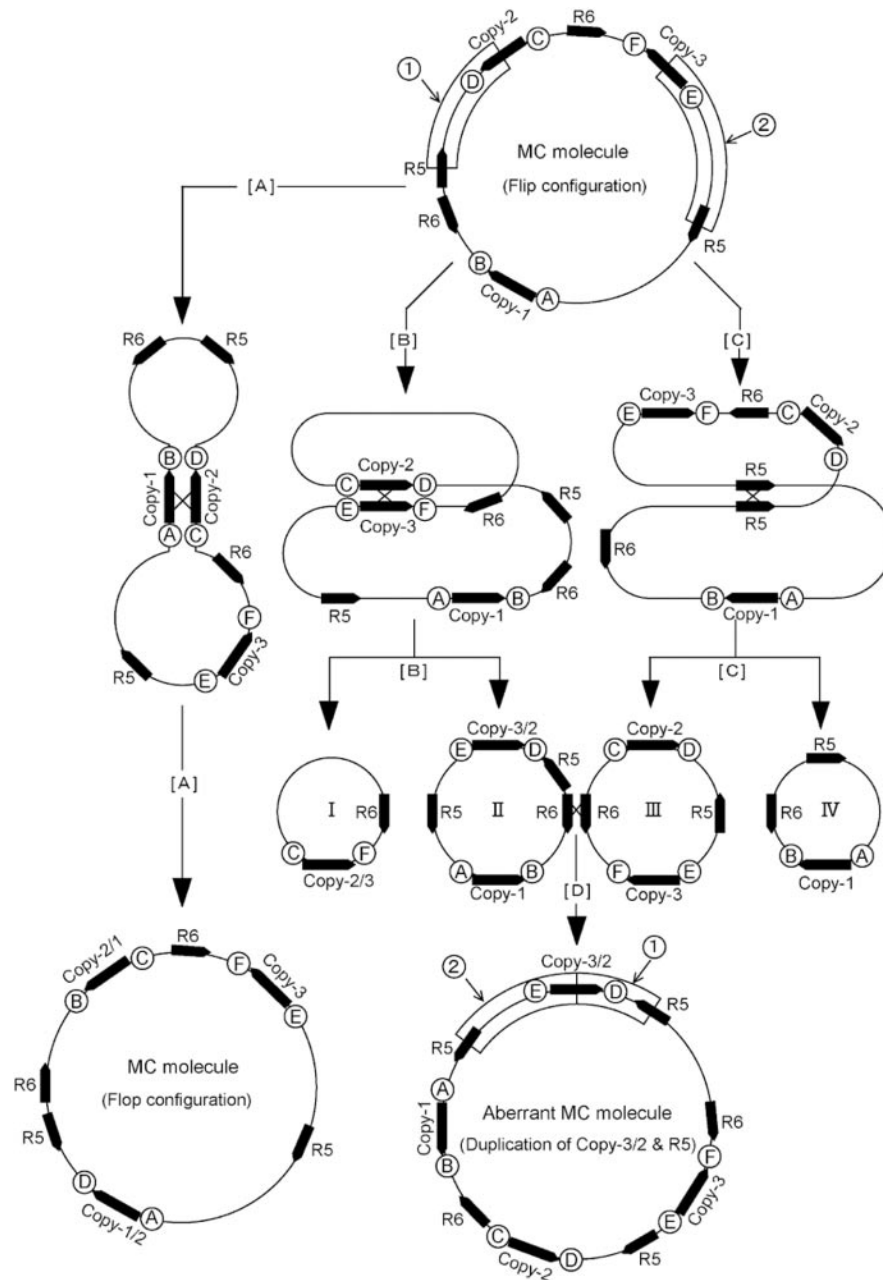 Copy-2
C
R6
F
Copy-3
①
D
E
②
MC molecule
(Flip configuration)
R5
[A]
R6
R5
B
Copy-1
A
[B]
[C]
R6
R5
E
Copy-3
F
R6
C
Copy-2
D
B
D
Copy-1
Copy-2
A
C
C
Copy-2
D
E
F
Copy-3
R6
R5
R5
R5
R6
R6
F
Copy-3
E
R5
R5
A
Copy-1
B
R6
B
A
Copy-1
[B]
[C]
E
Copy-3/2
D
R5
C
Copy-2
D
R5
I
R6
R5
II
R6
R6
III
R5
R6
IV
C
F
Copy-2/3
A
B
Copy-1
F
E
Copy-3
B
A
Copy-1
[A]
[D]
Copy-2/1
C
R6
F
Copy-3
B
E
②
Copy-3/2
①
E
D
R5
R5
MC molecule
(Flop configuration)
R6
R5
R5
D
A
Copy-1/2
A
Copy-1
B
Aberrant MC molecule
(Duplication of Copy-3/2 & R5)
R6
F
Copy-3
R6
C
Copy-2
D
R5
E